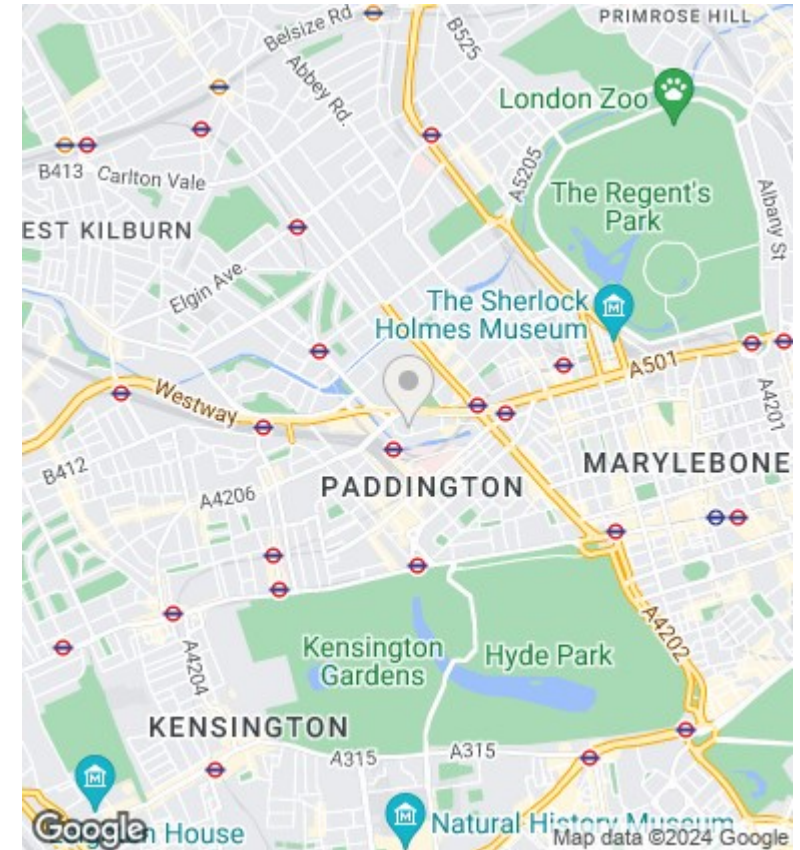 PRIMROSE HILL
Belsize Rd
B525
Abbey Rd.
London Zoo
B413
Carlton Vale
A5205
The Regent's
Park
Albany St
EST KILBURN
Elgin Ave.
The Sherlock
Holmes Museum
A501
Westway
A4201
B412
A4206
PADDINGTON
MARYLEBONE
A4202
Kensington
Gardens
Hyde Park
A4204
KENSINGTON
A315
A315
Google
n House
Natural History Museum
Map data ©2024 Google